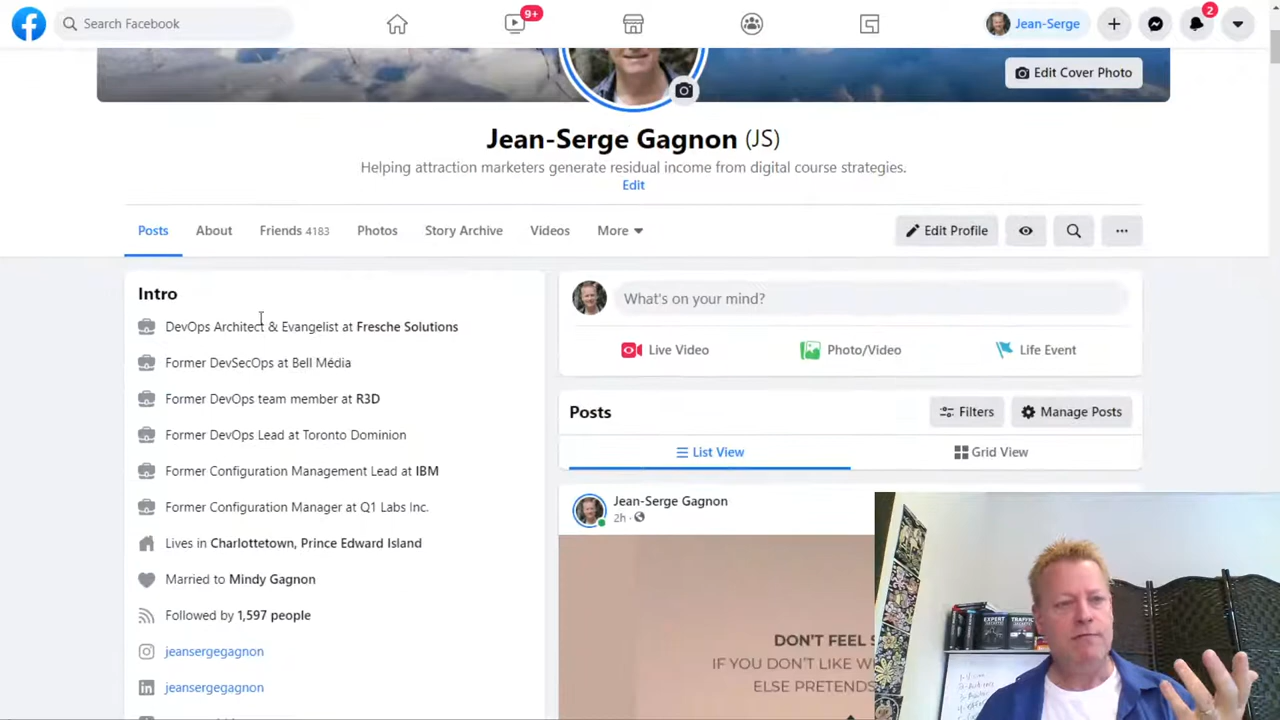 Search Facebook
9+
Jean-Serge
2
Edit Cover Photo
Jean-Serge Gagnon (JS)
Helping attraction marketers generate residual income from digital course strategies.
Edit
Posts
About
Friends 4183
Photos
Story Archive
Videos
More
Edit Profile
Intro
DevOps Architect & Evangelist at Fresche Solutions
Former DevSecOps at Bell Média
Former DevOps team member at R3D
Former DevOps Lead at Toronto Dominion
Former Configuration Management Lead at IBM
Former Configuration Manager at Q1 Labs Inc.
Lives in Charlottetown, Prince Edward Island
Married to Mindy Gagnon
Followed by 1,597 people
jeansergegagnon
jeansergegagnon
What's on your mind?
Live Video
Photo/Video
Life Event
Posts
Filters
Manage Posts
List View
Grid View
Jean-Serge Gagnon
2h ·
DON'T FEEL S
IF YOU DON'T LIKE W
ELSE PRETENDS
EXPERT
SECRETS
TRAFFIC
SECRETS